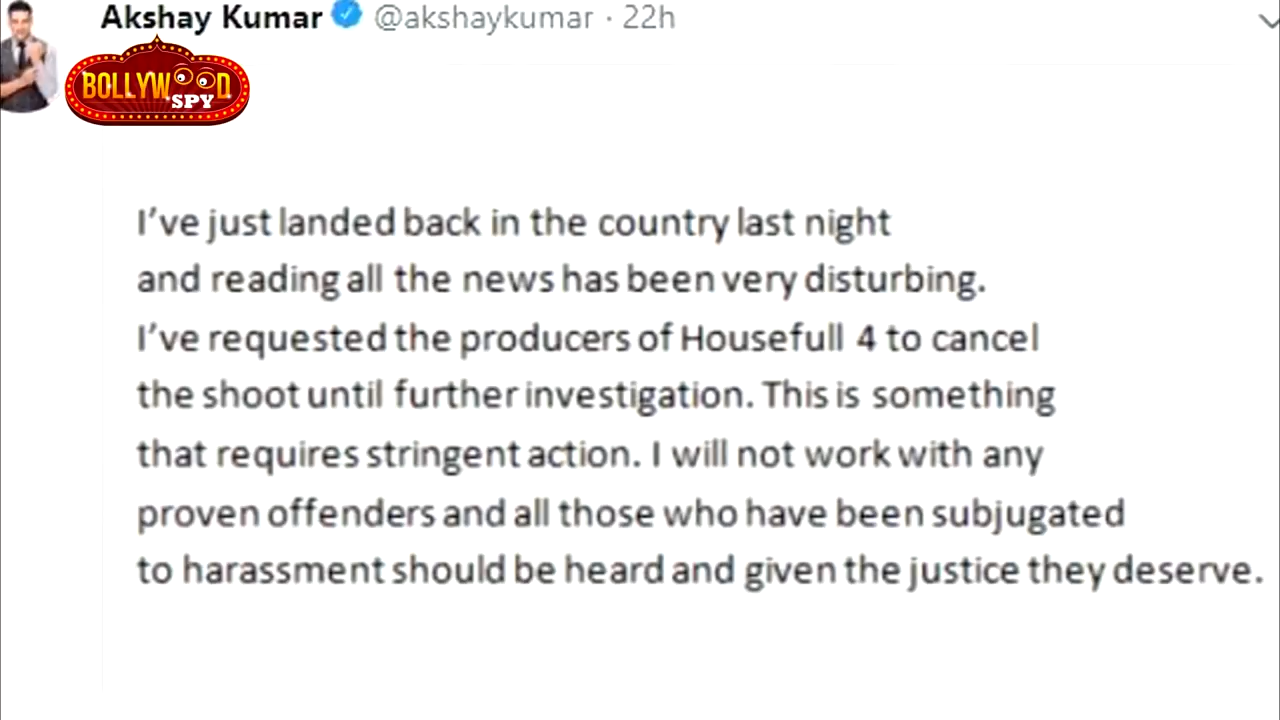 Akshay Kumar @akshaykumar · 22h
BOLLYWOOD
SPY
I've just landed back in the country last night
and reading all the news has been very disturbing.
I've requested the producers of Housefull 4 to cancel
the shoot until further investigation. This is something
that requires stringent action. I will not work with any
proven offenders and all those who have been subjugated
to harassment should be heard and given the justice they deserve.